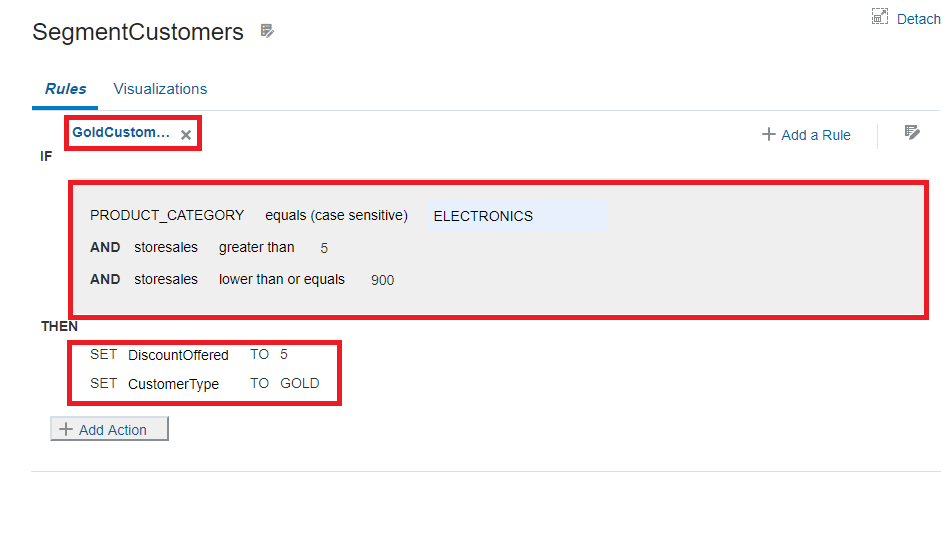 Detach
SegmentCustomers
Rules Visualizations
GoldCustom... Add a Rule
IF
PRODUCT_CATEGORY equals (case sensitive) ELECTRONICS
AND storesales greater than 5
AND storesales lower than or equals 900
THEN
SET DiscountOffered TO 5
SET CustomerType TO GOLD
Add Action